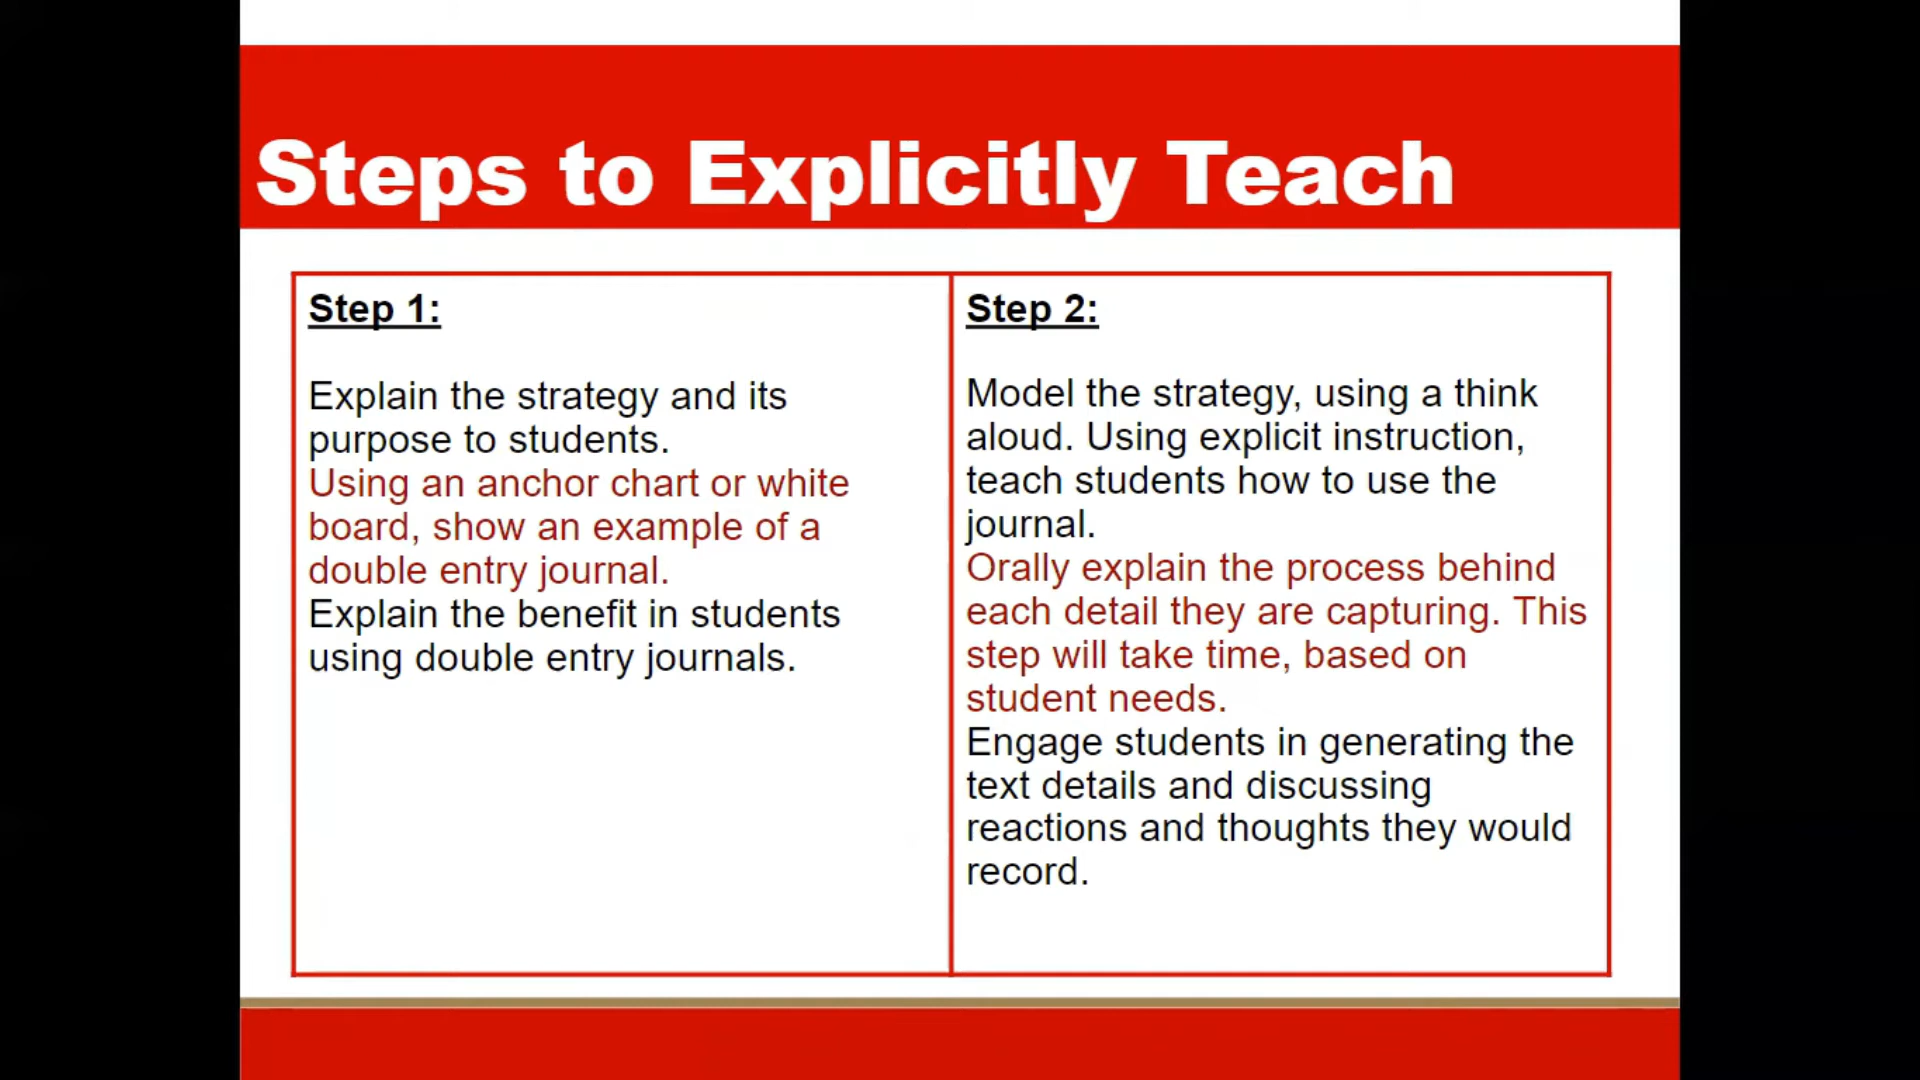 Steps to Explicitly Teach
Step 1:
Explain the strategy and its
purpose to students.
Using an anchor chart or white
board, show an example of a
double entry journal.
Explain the benefit in students
using double entry journals.
Step 2:
Model the strategy, using a think
aloud. Using explicit instruction,
teach students how to use the
journal.
Orally explain the process behind
each detail they are capturing. This
step will take time, based on
student needs.
Engage students in generating the
text details and discussing
reactions and thoughts they would
record.